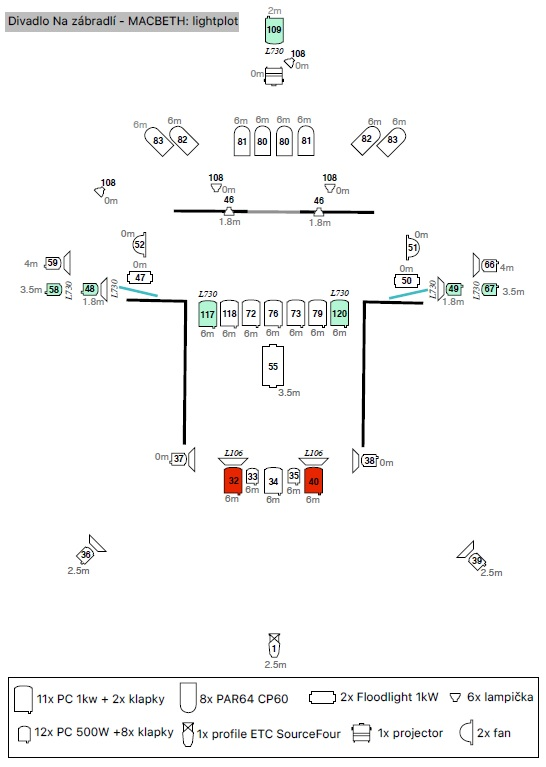 Divadlo Na zábradlí - MACBETH: lightplot
2m
109
L730
108
0m
0m
6m 6m 6m 6m 6m 6m 6m 6m
83 82 81 80 80 81 82 83
108 108 108
0m 0m 0m
46 46
1.8m 1.8m
0m 0m
52 51
0m 0m
59 66
4m 4m
47 50
3.5m 58 L730 48 L730 L730 49 L730 67 3.5m
1.8m 1.8m
L730 L730
117 118 72 76 73 79 120
6m 6m 6m 6m 6m 6m 6m
55
3.5m
L106 L106
0m 37 38 0m
32 33 34 35 40
6m 6m 6m 6m 6m
36 39
2.5m 2.5m
1
2.5m
11x PC 1kw + 2x klapky 8x PAR64 CP60 2x Floodlight 1kW 6x lampička
12x PC 500W +8x klapky 1x profile ETC SourceFour 1x projector 2x fan